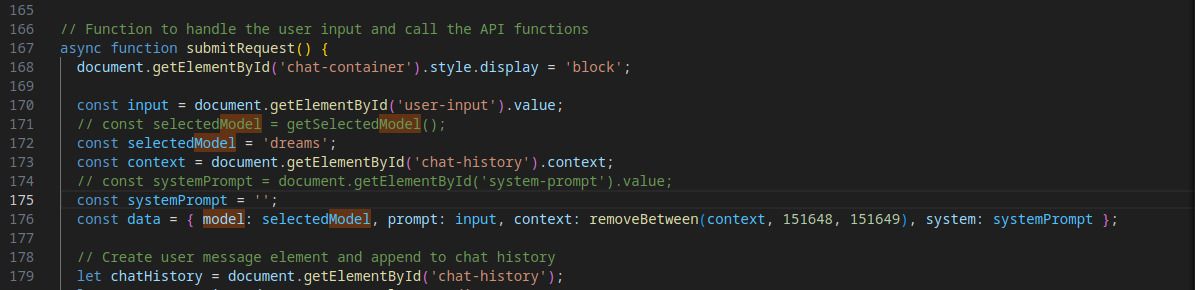 165
166 // Function to handle the user input and call the API functions
167 async function submitRequest() {
168   document.getElementById('chat-container').style.display = 'block';
169
170   const input = document.getElementById('user-input').value;
171   // const selectedModel = getSelectedModel();
172   const selectedModel = 'dreams';
173   const context = document.getElementById('chat-history').context;
174   // const systemPrompt = document.getElementById('system-prompt').value;
175   const systemPrompt = '';
176   const data = { model: selectedModel, prompt: input, context: removeBetween(context, 151648, 151649), system: systemPrompt };
177
178   // Create user message element and append to chat history
179   let chatHistory = document.getElementById('chat-history');